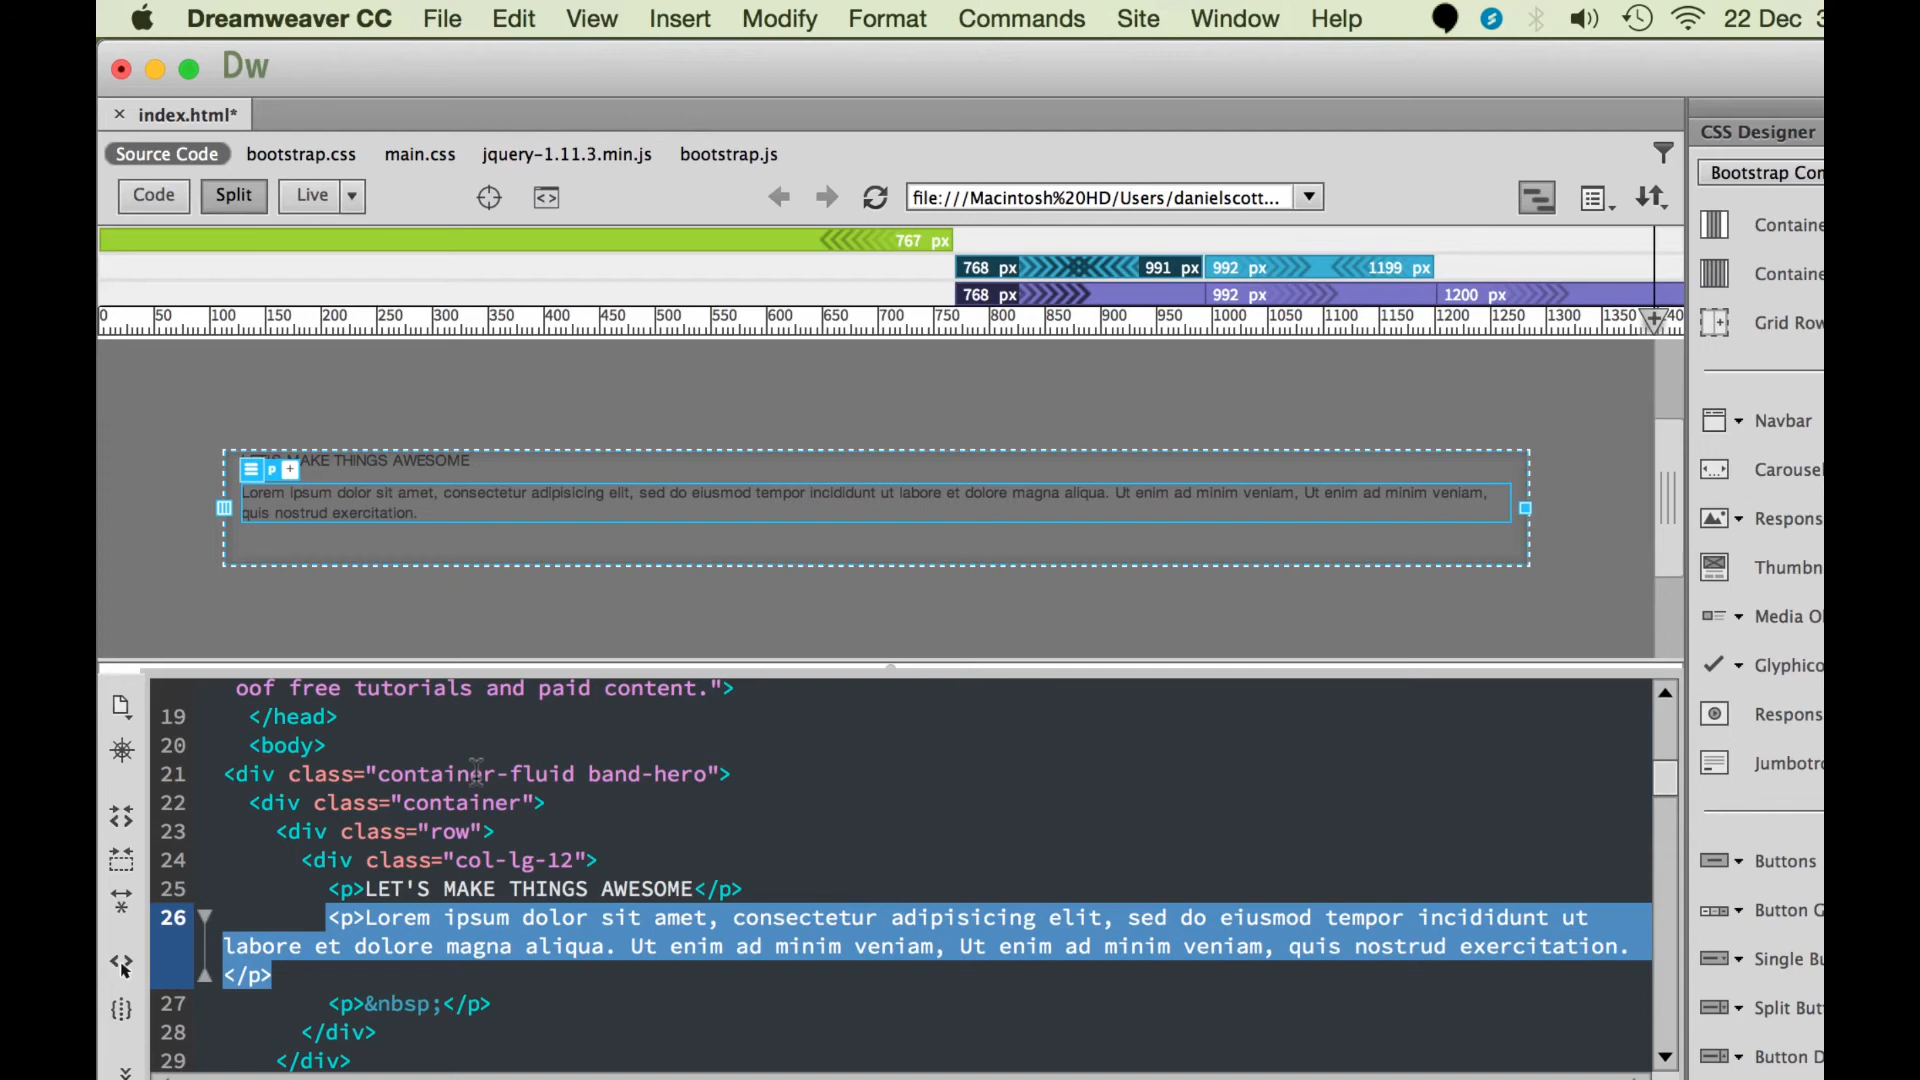 Dreamweaver CC File Edit View Insert Modify Format Commands Site Window Help 22 Dec
Dw
× index.html*
CSS Designer
Source Code bootstrap.css main.css jquery-1.11.3.min.js bootstrap.js
Bootstrap Con
Code Split Live file:///Macintosh%20HD/Users/danielscott...
767 px
768 px 991 px 992 px 1199 px
768 px 992 px 1200 px
0 50 100 150 200 250 300 350 400 450 500 550 600 650 700 750 800 850 900 950 1000 1050 1100 1150 1200 1250 1300 1350 40
Containe
Containe
Grid Row
Navbar
Carouse
Respons
Thumbn
Media O
Glyphico
Respons
Jumbotr
Buttons
Button G
Single Bu
Split But
Button D
MAKE THINGS AWESOME
p +
Lorem ipsum dolor sit amet, consectetur adipisicing elit, sed do eiusmod tempor incididunt ut labore et dolore magna aliqua. Ut enim ad minim veniam, Ut enim ad minim veniam,
quis nostrud exercitation.
oof free tutorials and paid content.">
19 </head>
20 <body>
21 <div class="container-fluid band-hero">
22 <div class="container">
23 <div class="row">
24 <div class="col-lg-12">
25 <p>LET'S MAKE THINGS AWESOME</p>
26 <p>Lorem ipsum dolor sit amet, consectetur adipisicing elit, sed do eiusmod tempor incididunt ut
labore et dolore magna aliqua. Ut enim ad minim veniam, Ut enim ad minim veniam, quis nostrud exercitation.
</p>
27 <p>&nbsp;</p>
28 </div>
29 </div>